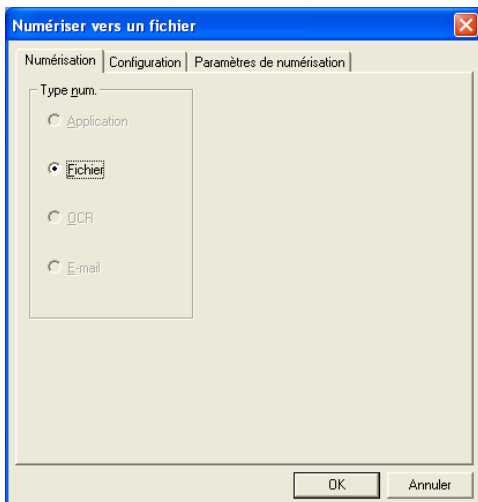 Numériser vers un fichier
Numérisation Configuration Paramètres de numérisation
Type num.
Application
Fichier
OCR
E-mail
OK Annuler